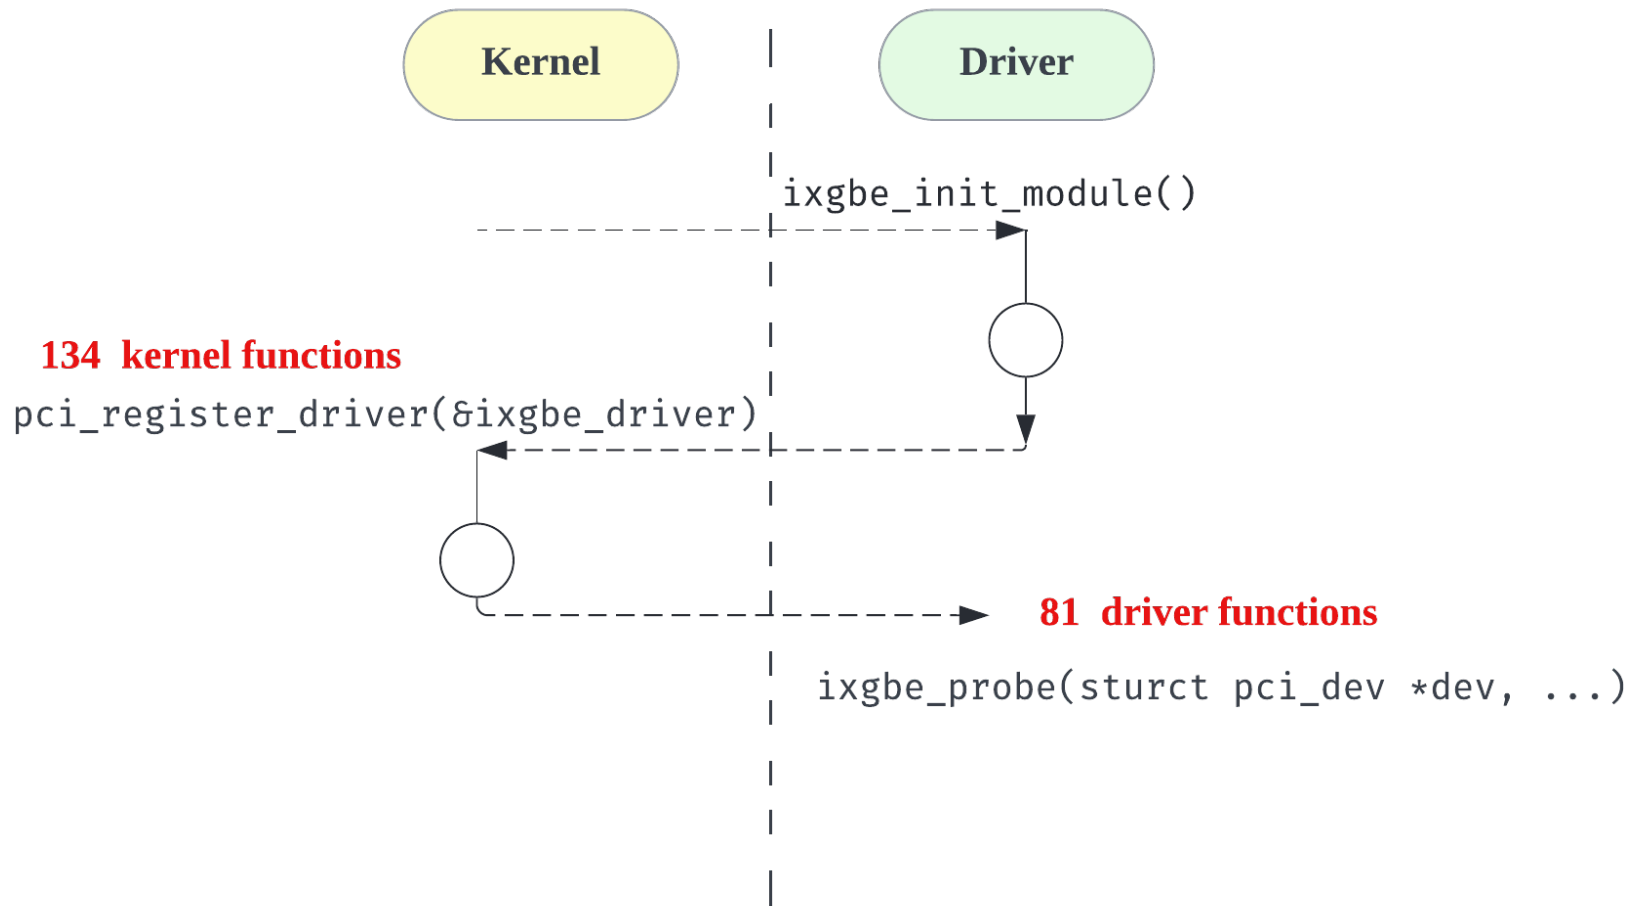 Kernel
Driver
ixgbe_init_module()
134 kernel functions
pci_register_driver(&ixgbe_driver)
81 driver functions
ixgbe_probe(sturct pci_dev *dev, ...)